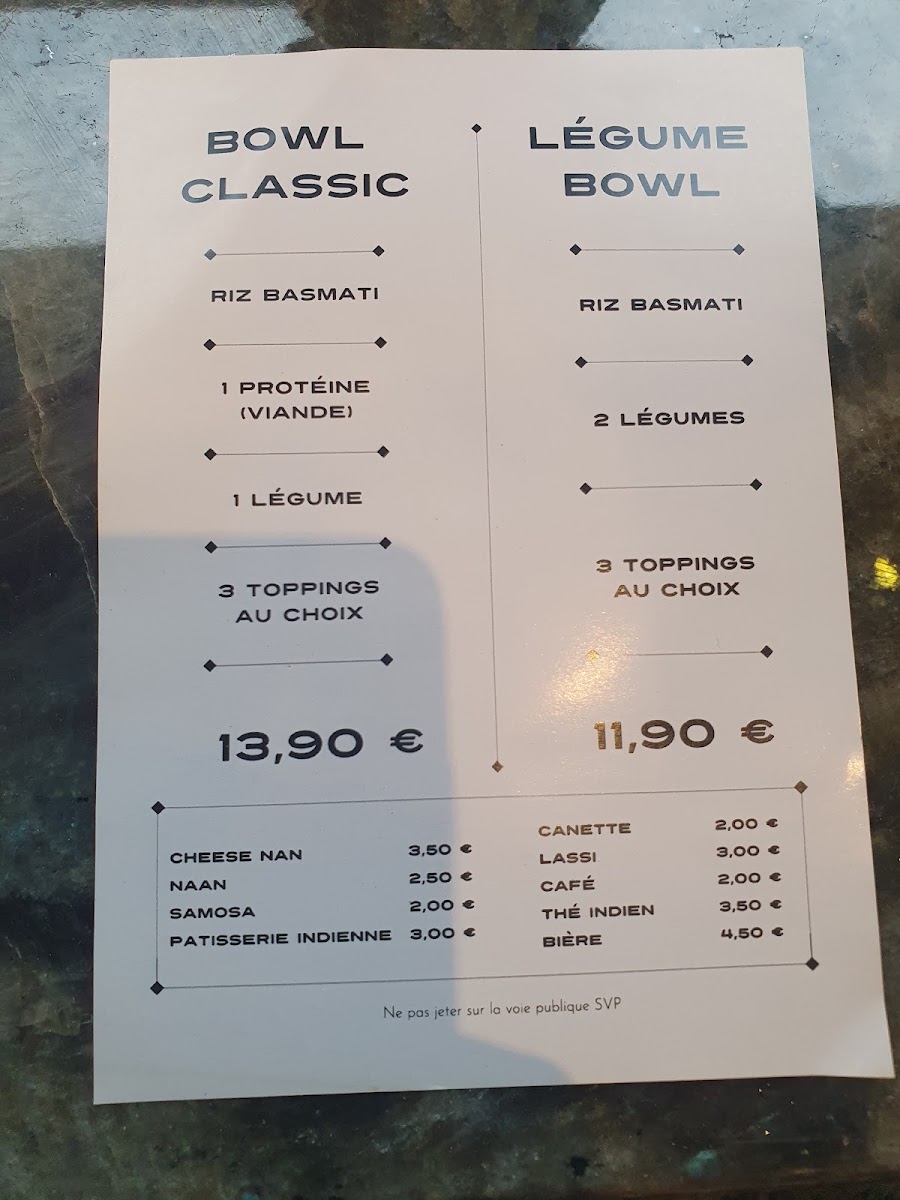 BOWL
CLASSIC
RIZ BASMATI
1 PROTÉINE
(VIANDE)
1 LÉGUME
3 TOPPINGS
AU CHOIX
13,90 €
LÉGUME
BOWL
RIZ BASMATI
2 LÉGUMES
3 TOPPINGS
AU CHOIX
11,90 €
CHEESE NAN 3,50 €
NAAN 2,50 €
SAMOSA 2,00 €
PATISSERIE INDIENNE 3,00 €
CANETTE 2,00 €
LASSI 3,00 €
CAFÉ 2,00 €
THÉ INDIEN 3,50 €
BIÈRE 4,50 €
Ne pas jeter sur la voie publique SVP